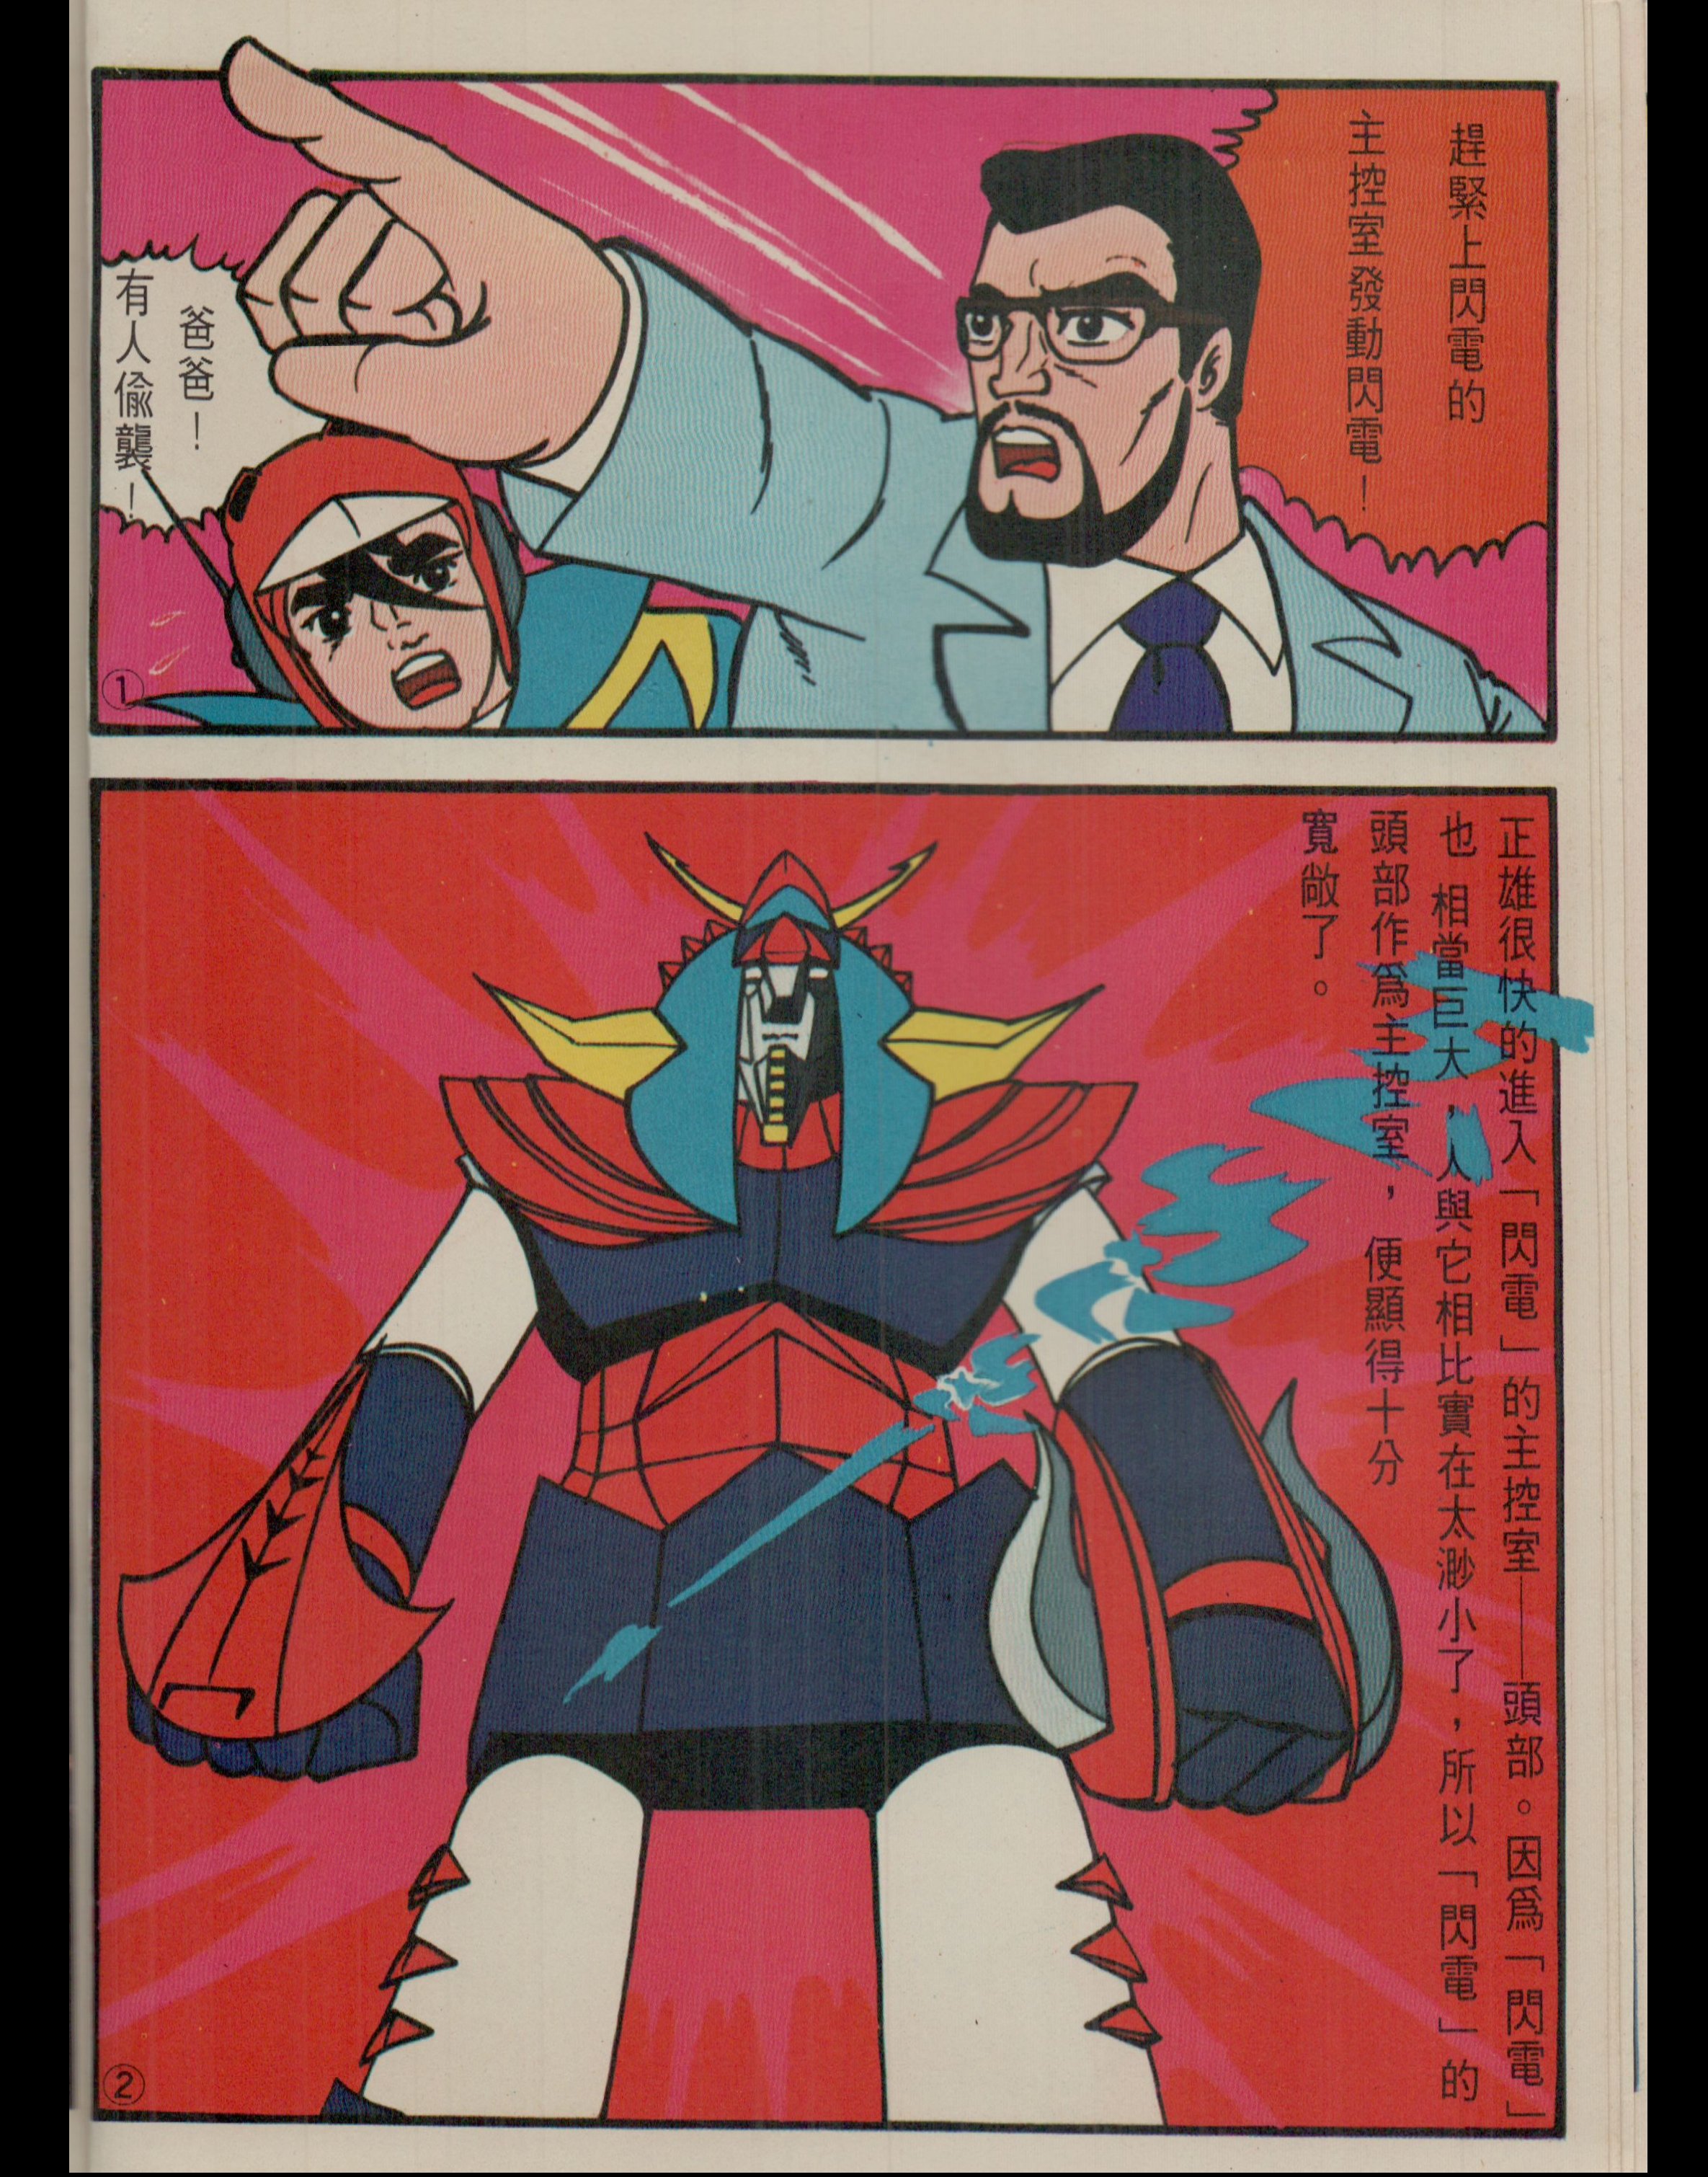 趕緊上閃電的
主控室發動閃電！
爸爸！
有人偷襲！
①
正雄很快的進入「閃電」的主控室——頭部。因爲「閃電」
也相當巨大，人與它相比實在太渺小了，所以「閃電」的
頭部作爲主控室，便顯得十分
寬敞了。
②